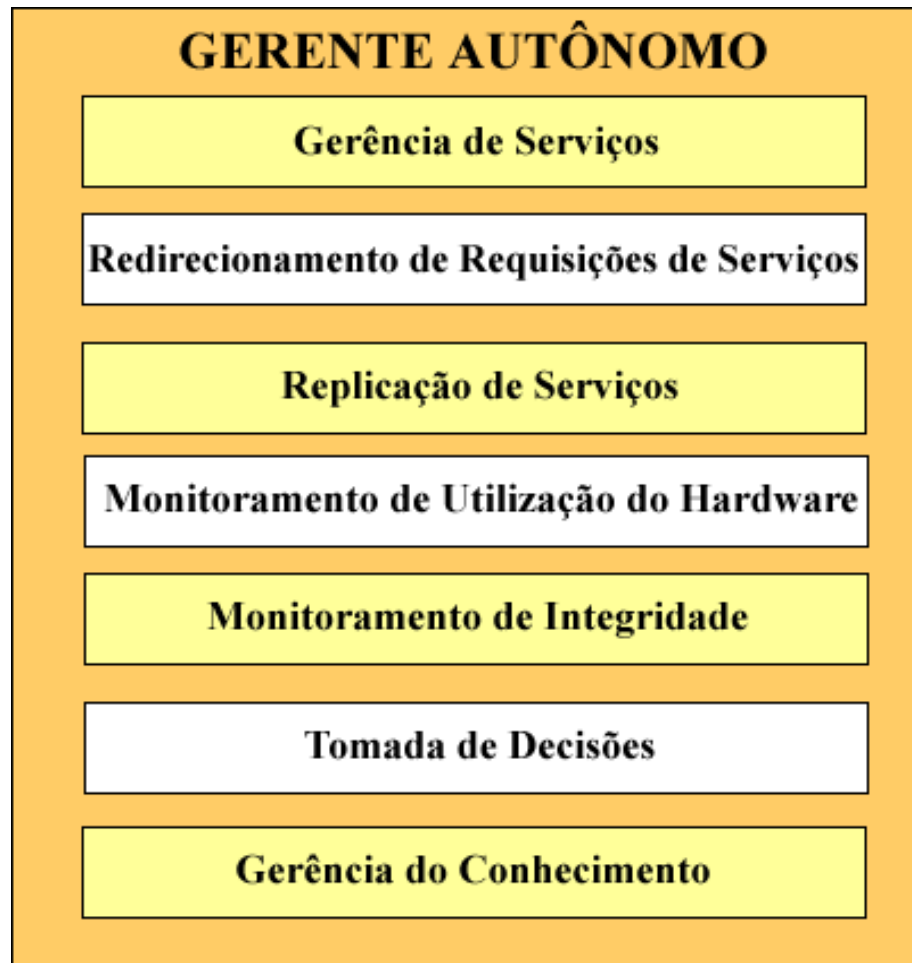 GERENTE AUTÔNOMO
Gerência de Serviços
Redirecionamento de Requisições de Serviços
Replicação de Serviços
Monitoramento de Utilização do Hardware
Monitoramento de Integridade
Tomada de Decisões
Gerência do Conhecimento